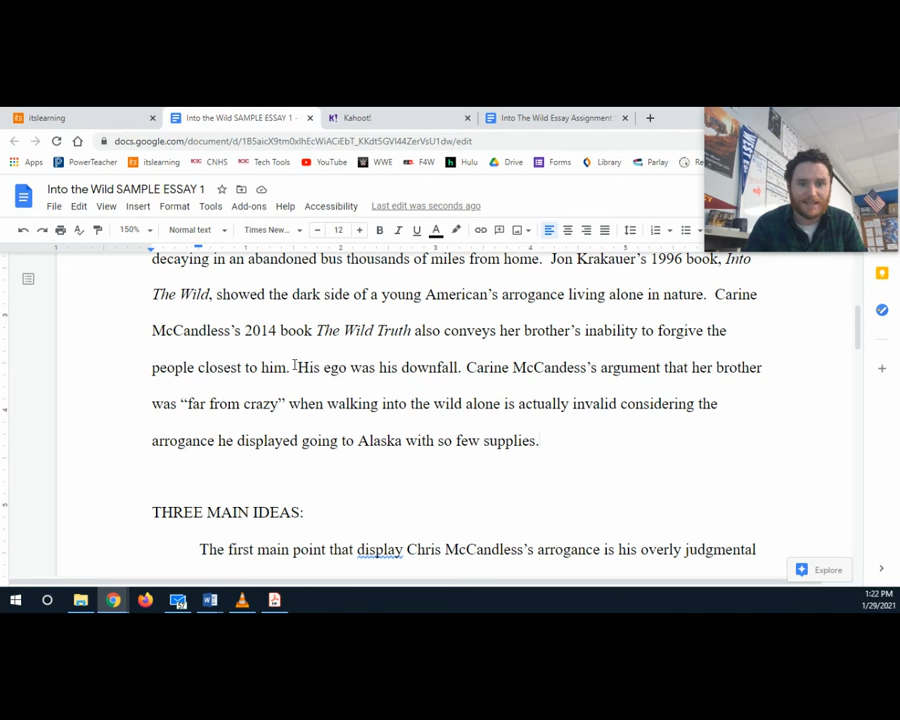 itslearning
Into the Wild SAMPLE ESSAY 1 -
Kahoot!
Into The Wild Essay Assignment
docs.google.com/document/d/1B5aicX9tm0xlhEcWiACiEbT_KKdt5GVl44ZerVsU1dw/edit
Apps PowerTeacher itslearning CNHS Tech Tools YouTube WWE F4W Hulu Drive Forms Library Parlay
Into the Wild SAMPLE ESSAY 1
File Edit View Insert Format Tools Add-ons Help Accessibility Last edit was seconds ago
150% Normal text Times New... 12 B I U A
decaying in an abandoned bus thousands of miles from home. Jon Krakauer’s 1996 book, Into
The Wild, showed the dark side of a young American’s arrogance living alone in nature. Carine
McCandless’s 2014 book The Wild Truth also conveys her brother’s inability to forgive the
people closest to him. His ego was his downfall. Carine McCandess’s argument that her brother
was “far from crazy” when walking into the wild alone is actually invalid considering the
arrogance he displayed going to Alaska with so few supplies.
THREE MAIN IDEAS:
The first main point that display Chris McCandless’s arrogance is his overly judgmental
Explore
1:22 PM
1/29/2021